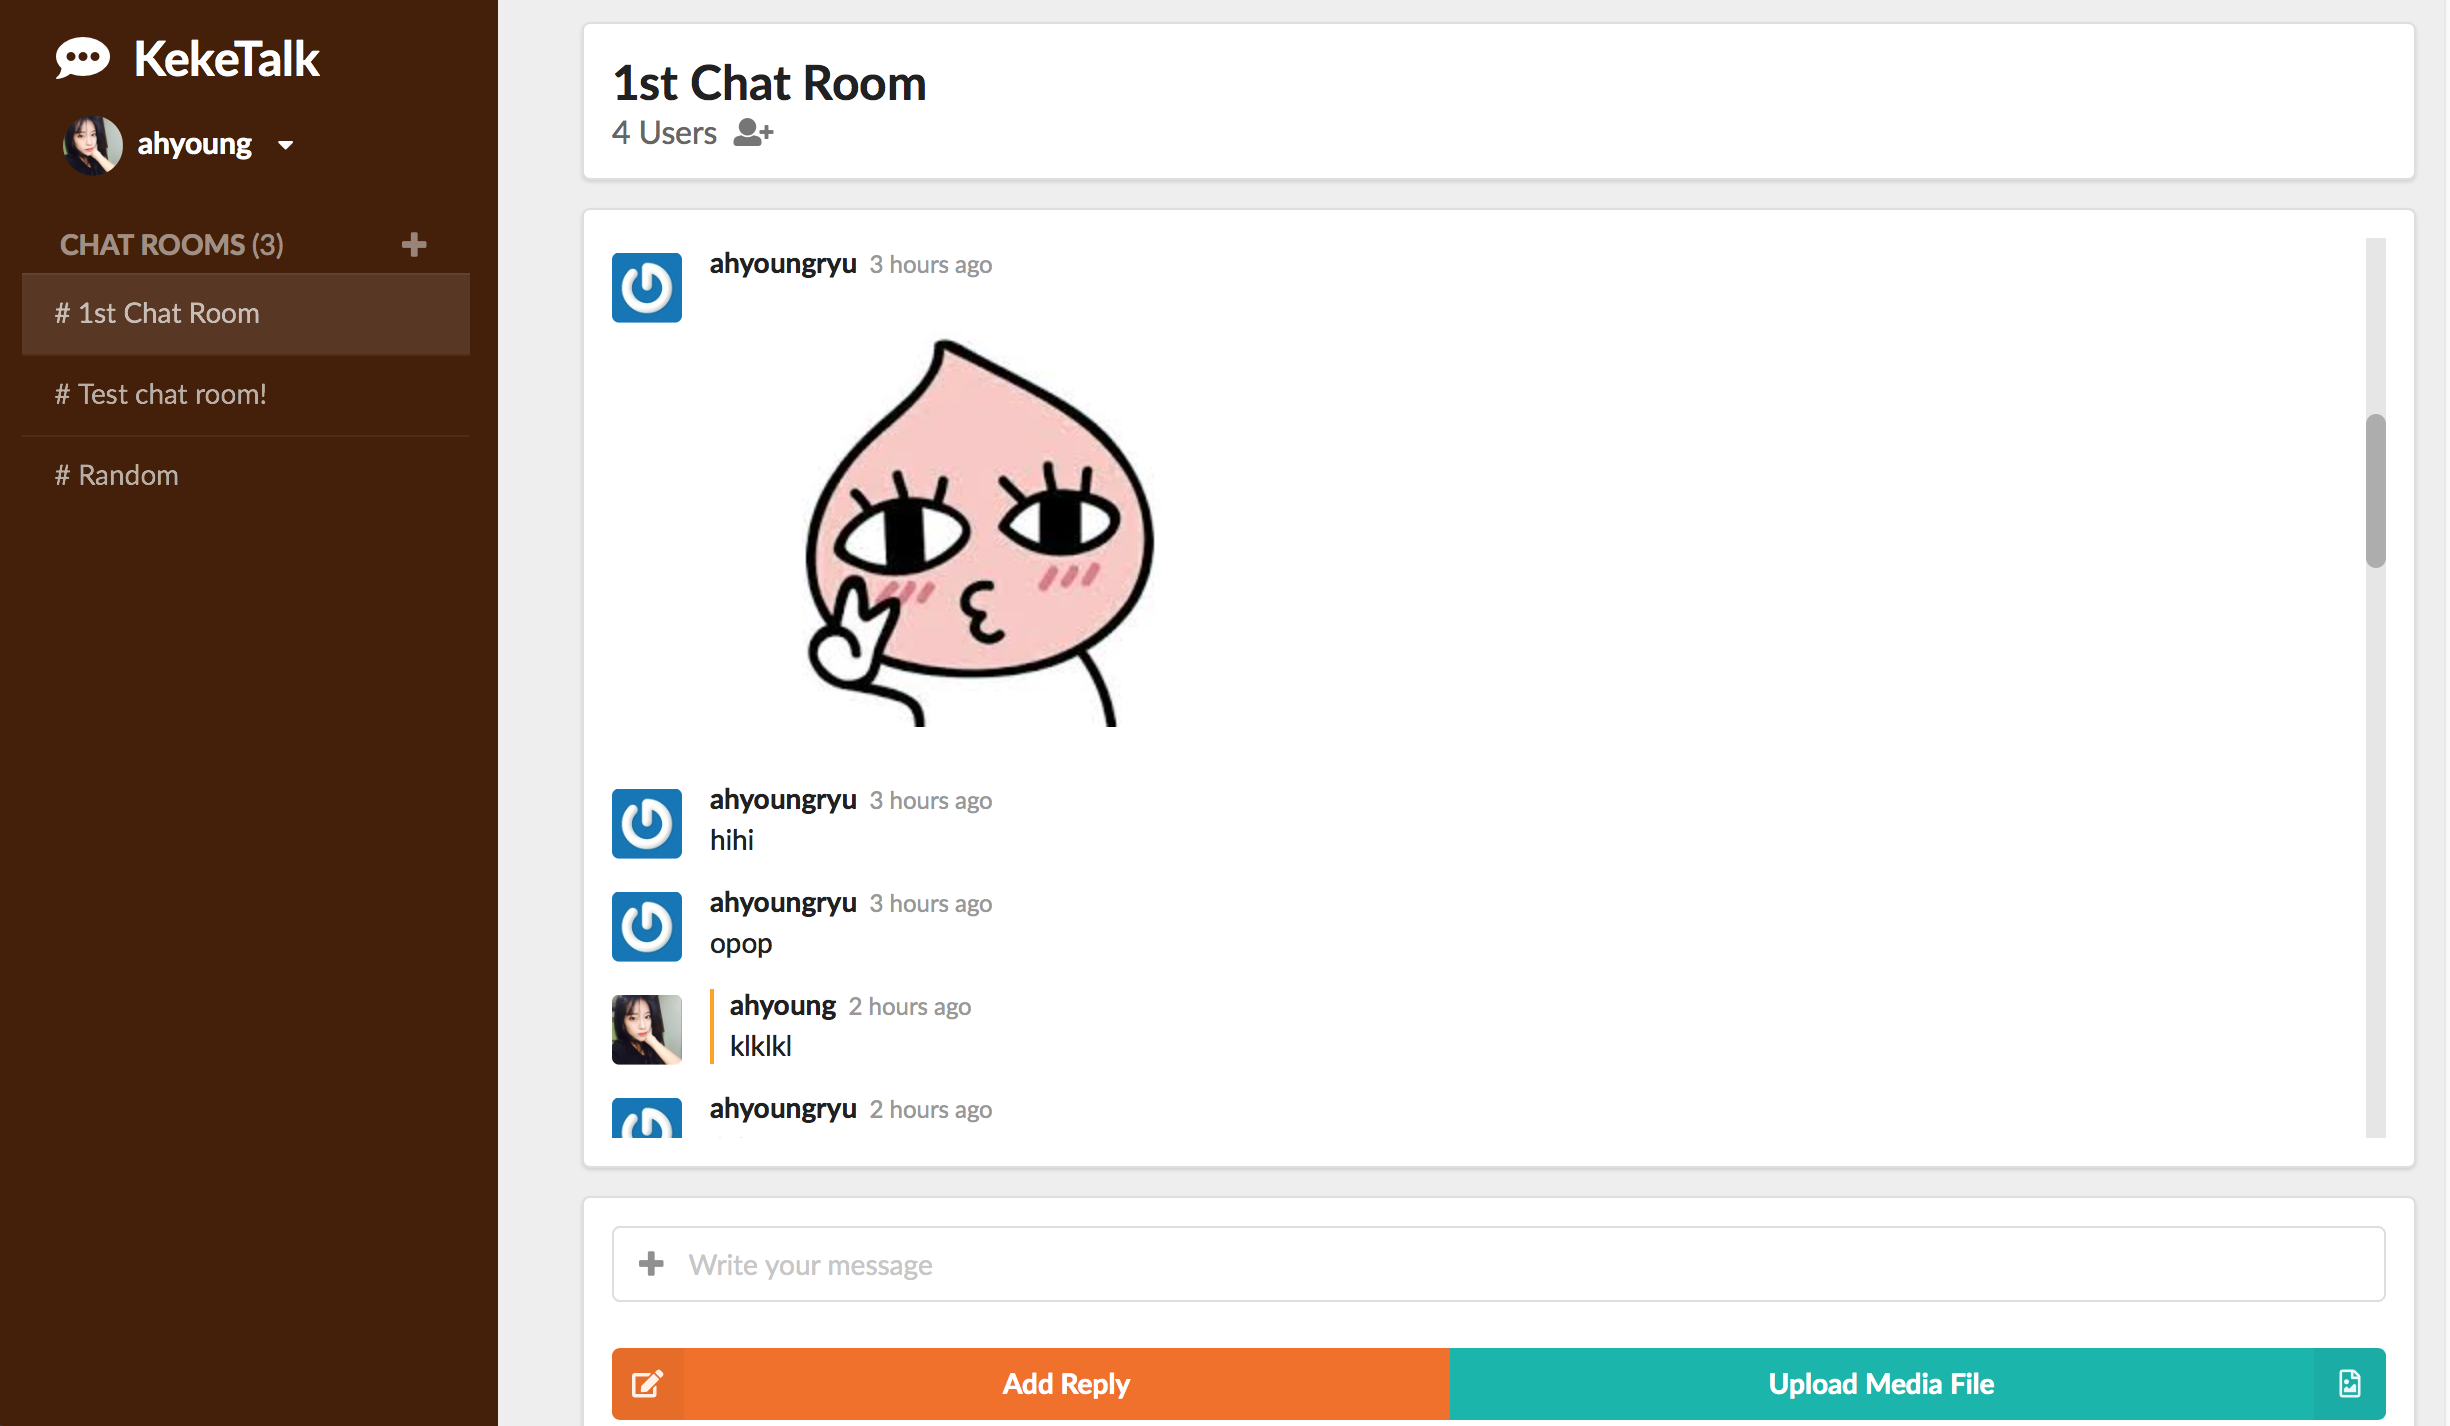 KekeTalk
ahyoung
CHAT ROOMS (3)
# 1st Chat Room
# Test chat room!
# Random
1st Chat Room
4 Users
ahyoungryu 3 hours ago
ahyoungryu 3 hours ago
hihi
ahyoungryu 3 hours ago
opop
ahyoung 2 hours ago
klklkl
ahyoungryu 2 hours ago
Write your message
Add Reply
Upload Media File